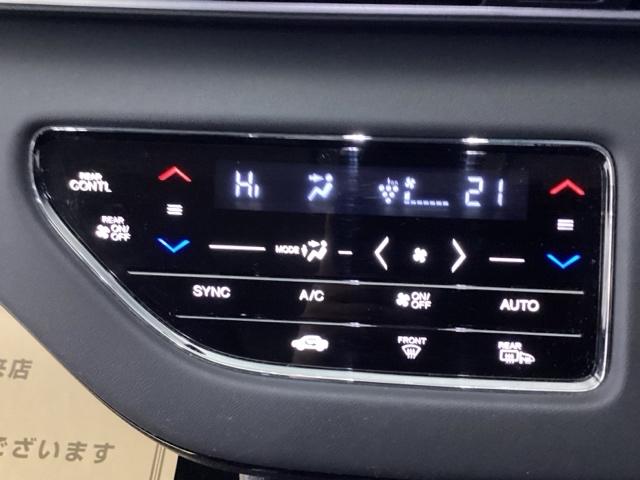 REAR
CONTL
Hi
21
REAR
ON/
OFF
MODE
SYNC
A/C
ON/
OFF
AUTO
FRONT
REAR
来店
ございます